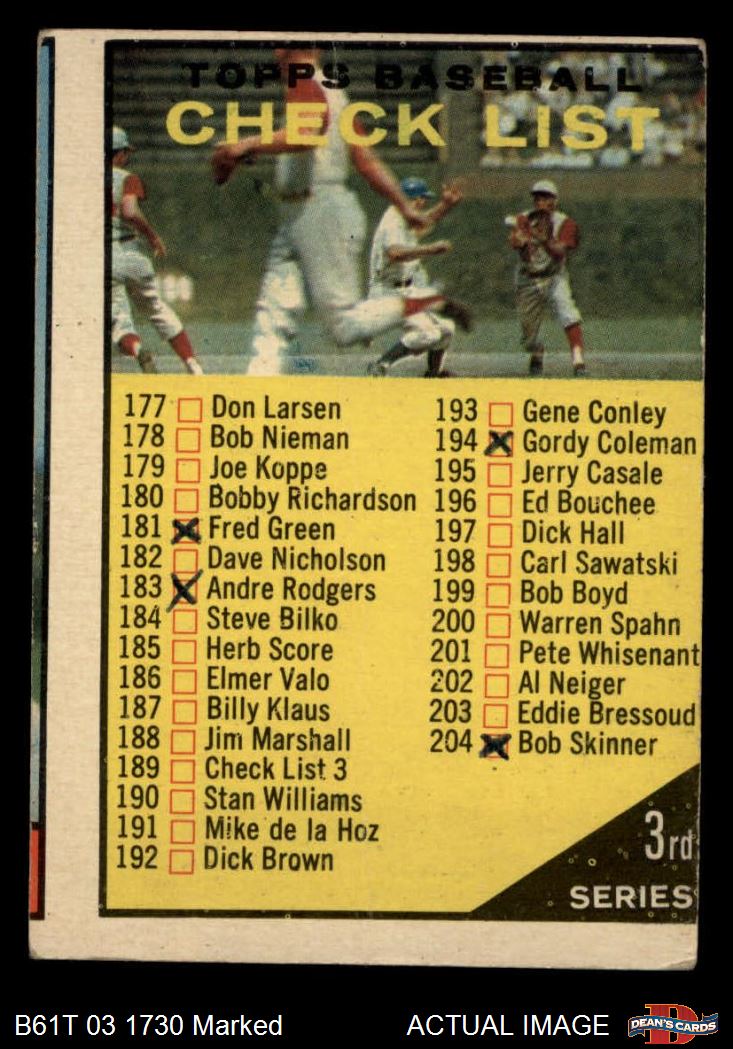 TOPPS BASEBALL
CHECK LIST
177 Don Larsen
178 Bob Nieman
179 Joe Koppe
180 Bobby Richardson
181 Fred Green
182 Dave Nicholson
183 Andre Rodgers
184 Steve Bilko
185 Herb Score
186 Elmer Valo
187 Billy Klaus
188 Jim Marshall
189 Check List 3
190 Stan Williams
191 Mike de la Hoz
192 Dick Brown
193 Gene Conley
194 Gordy Coleman
195 Jerry Casale
196 Ed Bouchee
197 Dick Hall
198 Carl Sawatski
199 Bob Boyd
200 Warren Spahn
201 Pete Whisenant
202 Al Neiger
203 Eddie Bressoud
204 Bob Skinner
3rd
SERIES
B61T 03 1730 Marked
ACTUAL IMAGE
DEAN'S CARDS